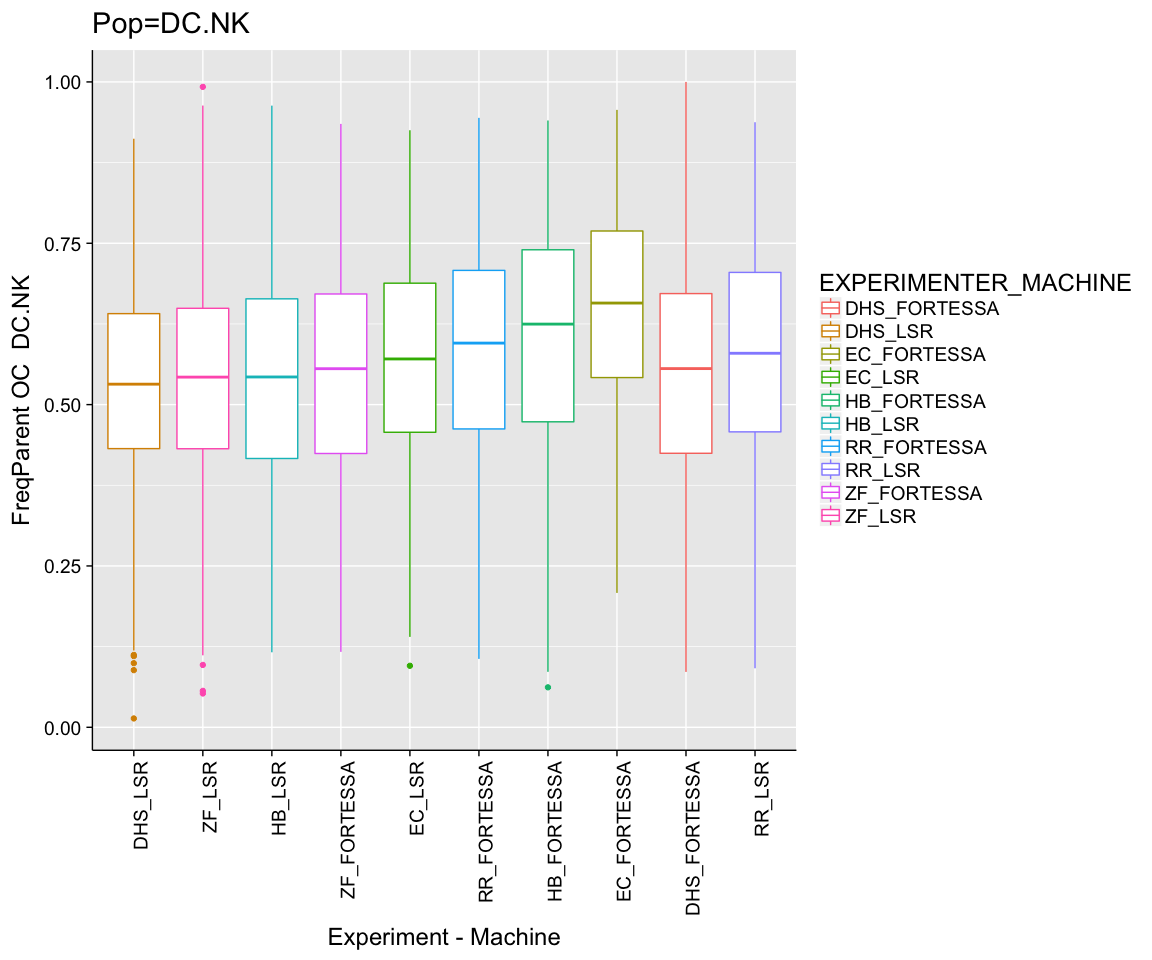 Pop=DC.NK
FreqParent OC  DC.NK
1.00
0.75
0.50
0.25
0.00
DHS_LSR
ZF_LSR
HB_LSR
ZF_FORTESSA
EC_LSR
RR_FORTESSA
HB_FORTESSA
EC_FORTESSA
DHS_FORTESSA
RR_LSR
Experiment - Machine
EXPERIMENTER_MACHINE
DHS_FORTESSA
DHS_LSR
EC_FORTESSA
EC_LSR
HB_FORTESSA
HB_LSR
RR_FORTESSA
RR_LSR
ZF_FORTESSA
ZF_LSR